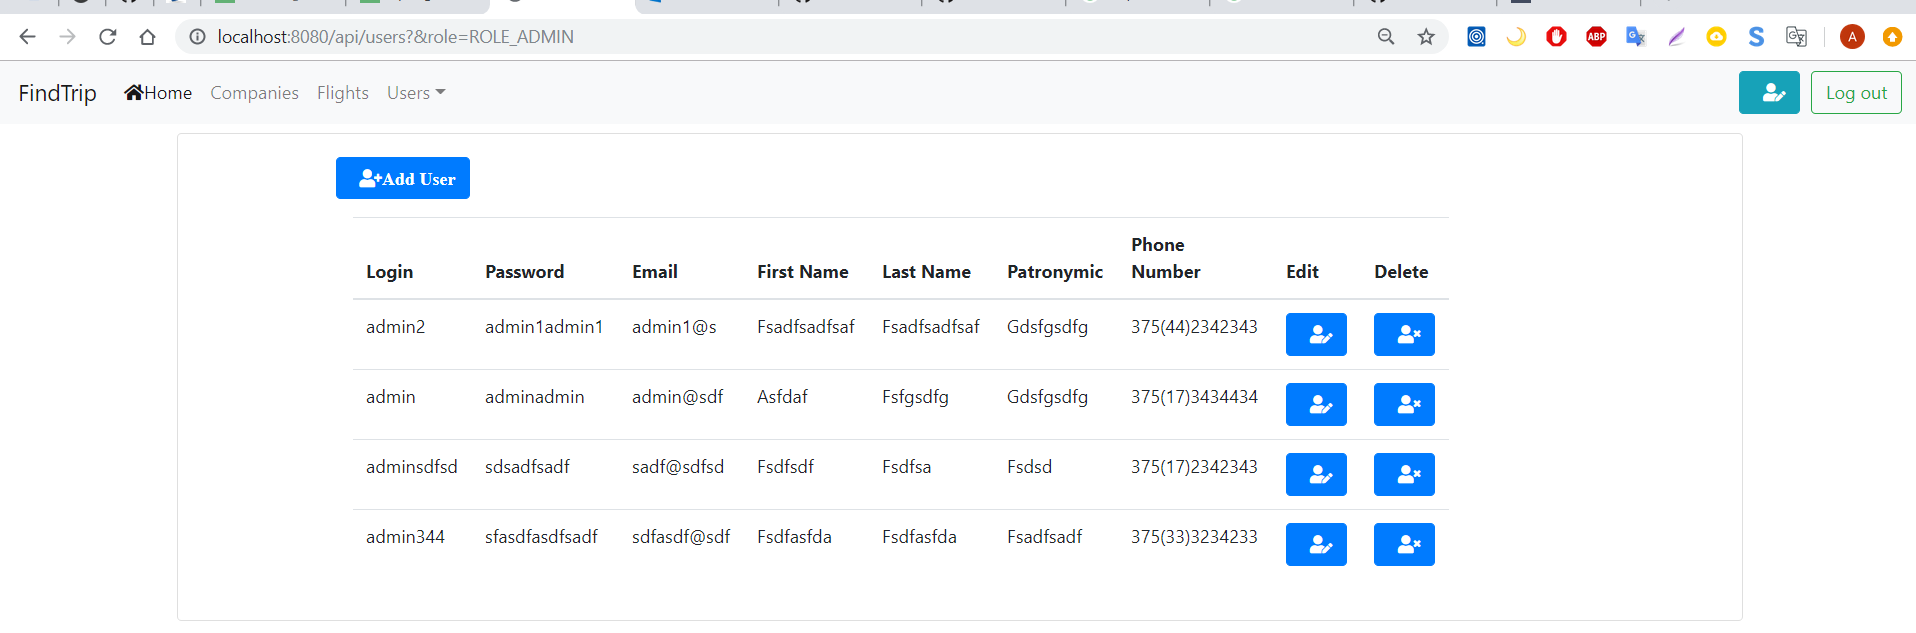 localhost:8080/api/users?&role=ROLE_ADMIN
ABP
S
A
FindTrip Home Companies Flights Users Log out
Add User
Login Password Email First Name Last Name Patronymic Phone Number Edit Delete
admin2 admin1admin1 admin1@s Fsadfsadfsaf Fsadfsadfsaf Gdsfgsdfg 375(44)2342343
admin adminadmin admin@sdf Asfdaf Fsfgsdfg Gdsfgsdfg 375(17)3434434
adminsdfsd sdsadfsadf sadf@sdfsd Fsdfsdf Fsdfsa Fsdsd 375(17)2342343
admin344 sfasdfasdfsadf sdfasdf@sdf Fsdfasfda Fsdfasfda Fsadfsadf 375(33)3234233